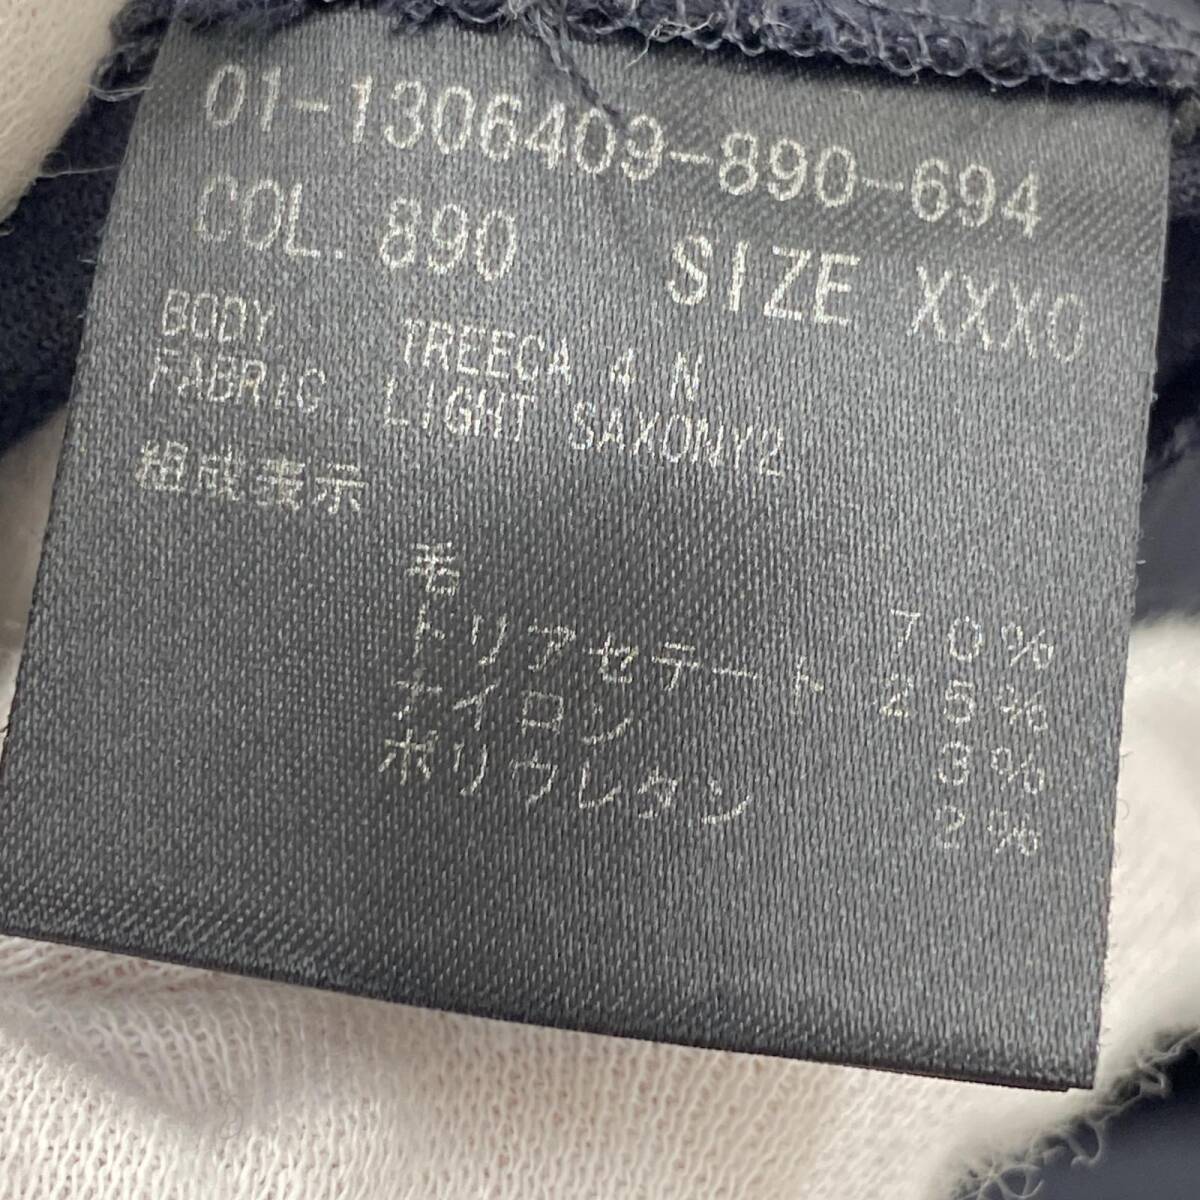 01-1306409-890-694
COL. 890 SIZE XXX0
BODY TREECA 4 N
FABRIC LIGHT SAXONY2
組成表示
毛 70%
トリアセテート 25%
ナイロン 3%
ポリウレタン 2%